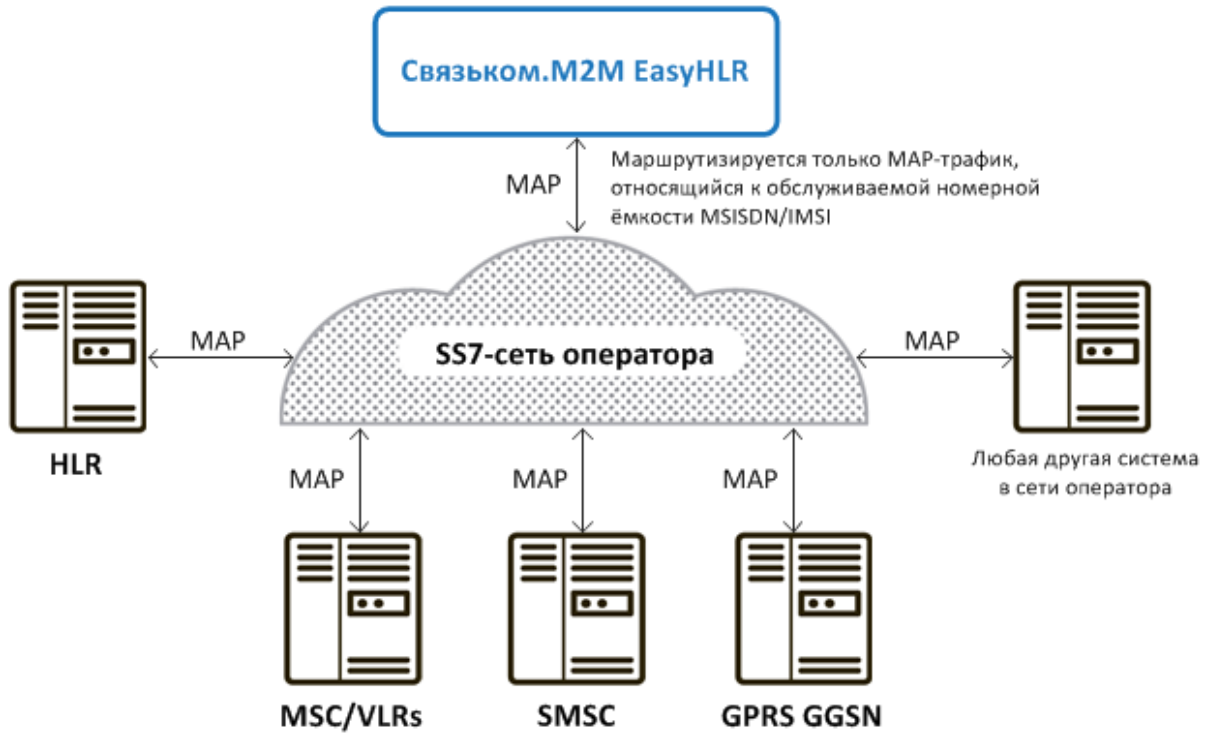 Связьком.M2M EasyHLR
MAP
Маршрутизируется только MAP-трафик,
относящийся к обслуживаемой номерной
ёмкости MSISDN/IMSI
MAP
SS7-сеть оператора
MAP
HLR
Любая другая система
в сети оператора
MAP
MAP
MAP
MSC/VLRs
SMSC
GPRS GGSN